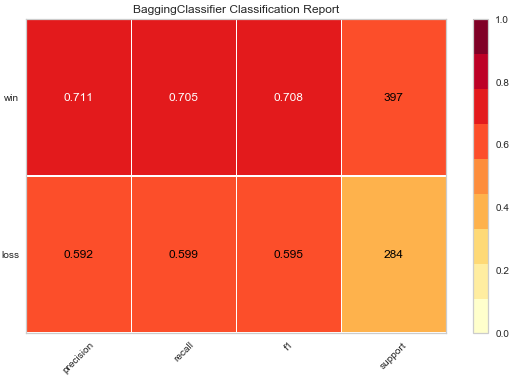 BaggingClassifier Classification Report
win 0.711 0.705 0.708 397
loss 0.592 0.599 0.595 284
precision recall f1 support
1.0
0.8
0.6
0.4
0.2
0.0